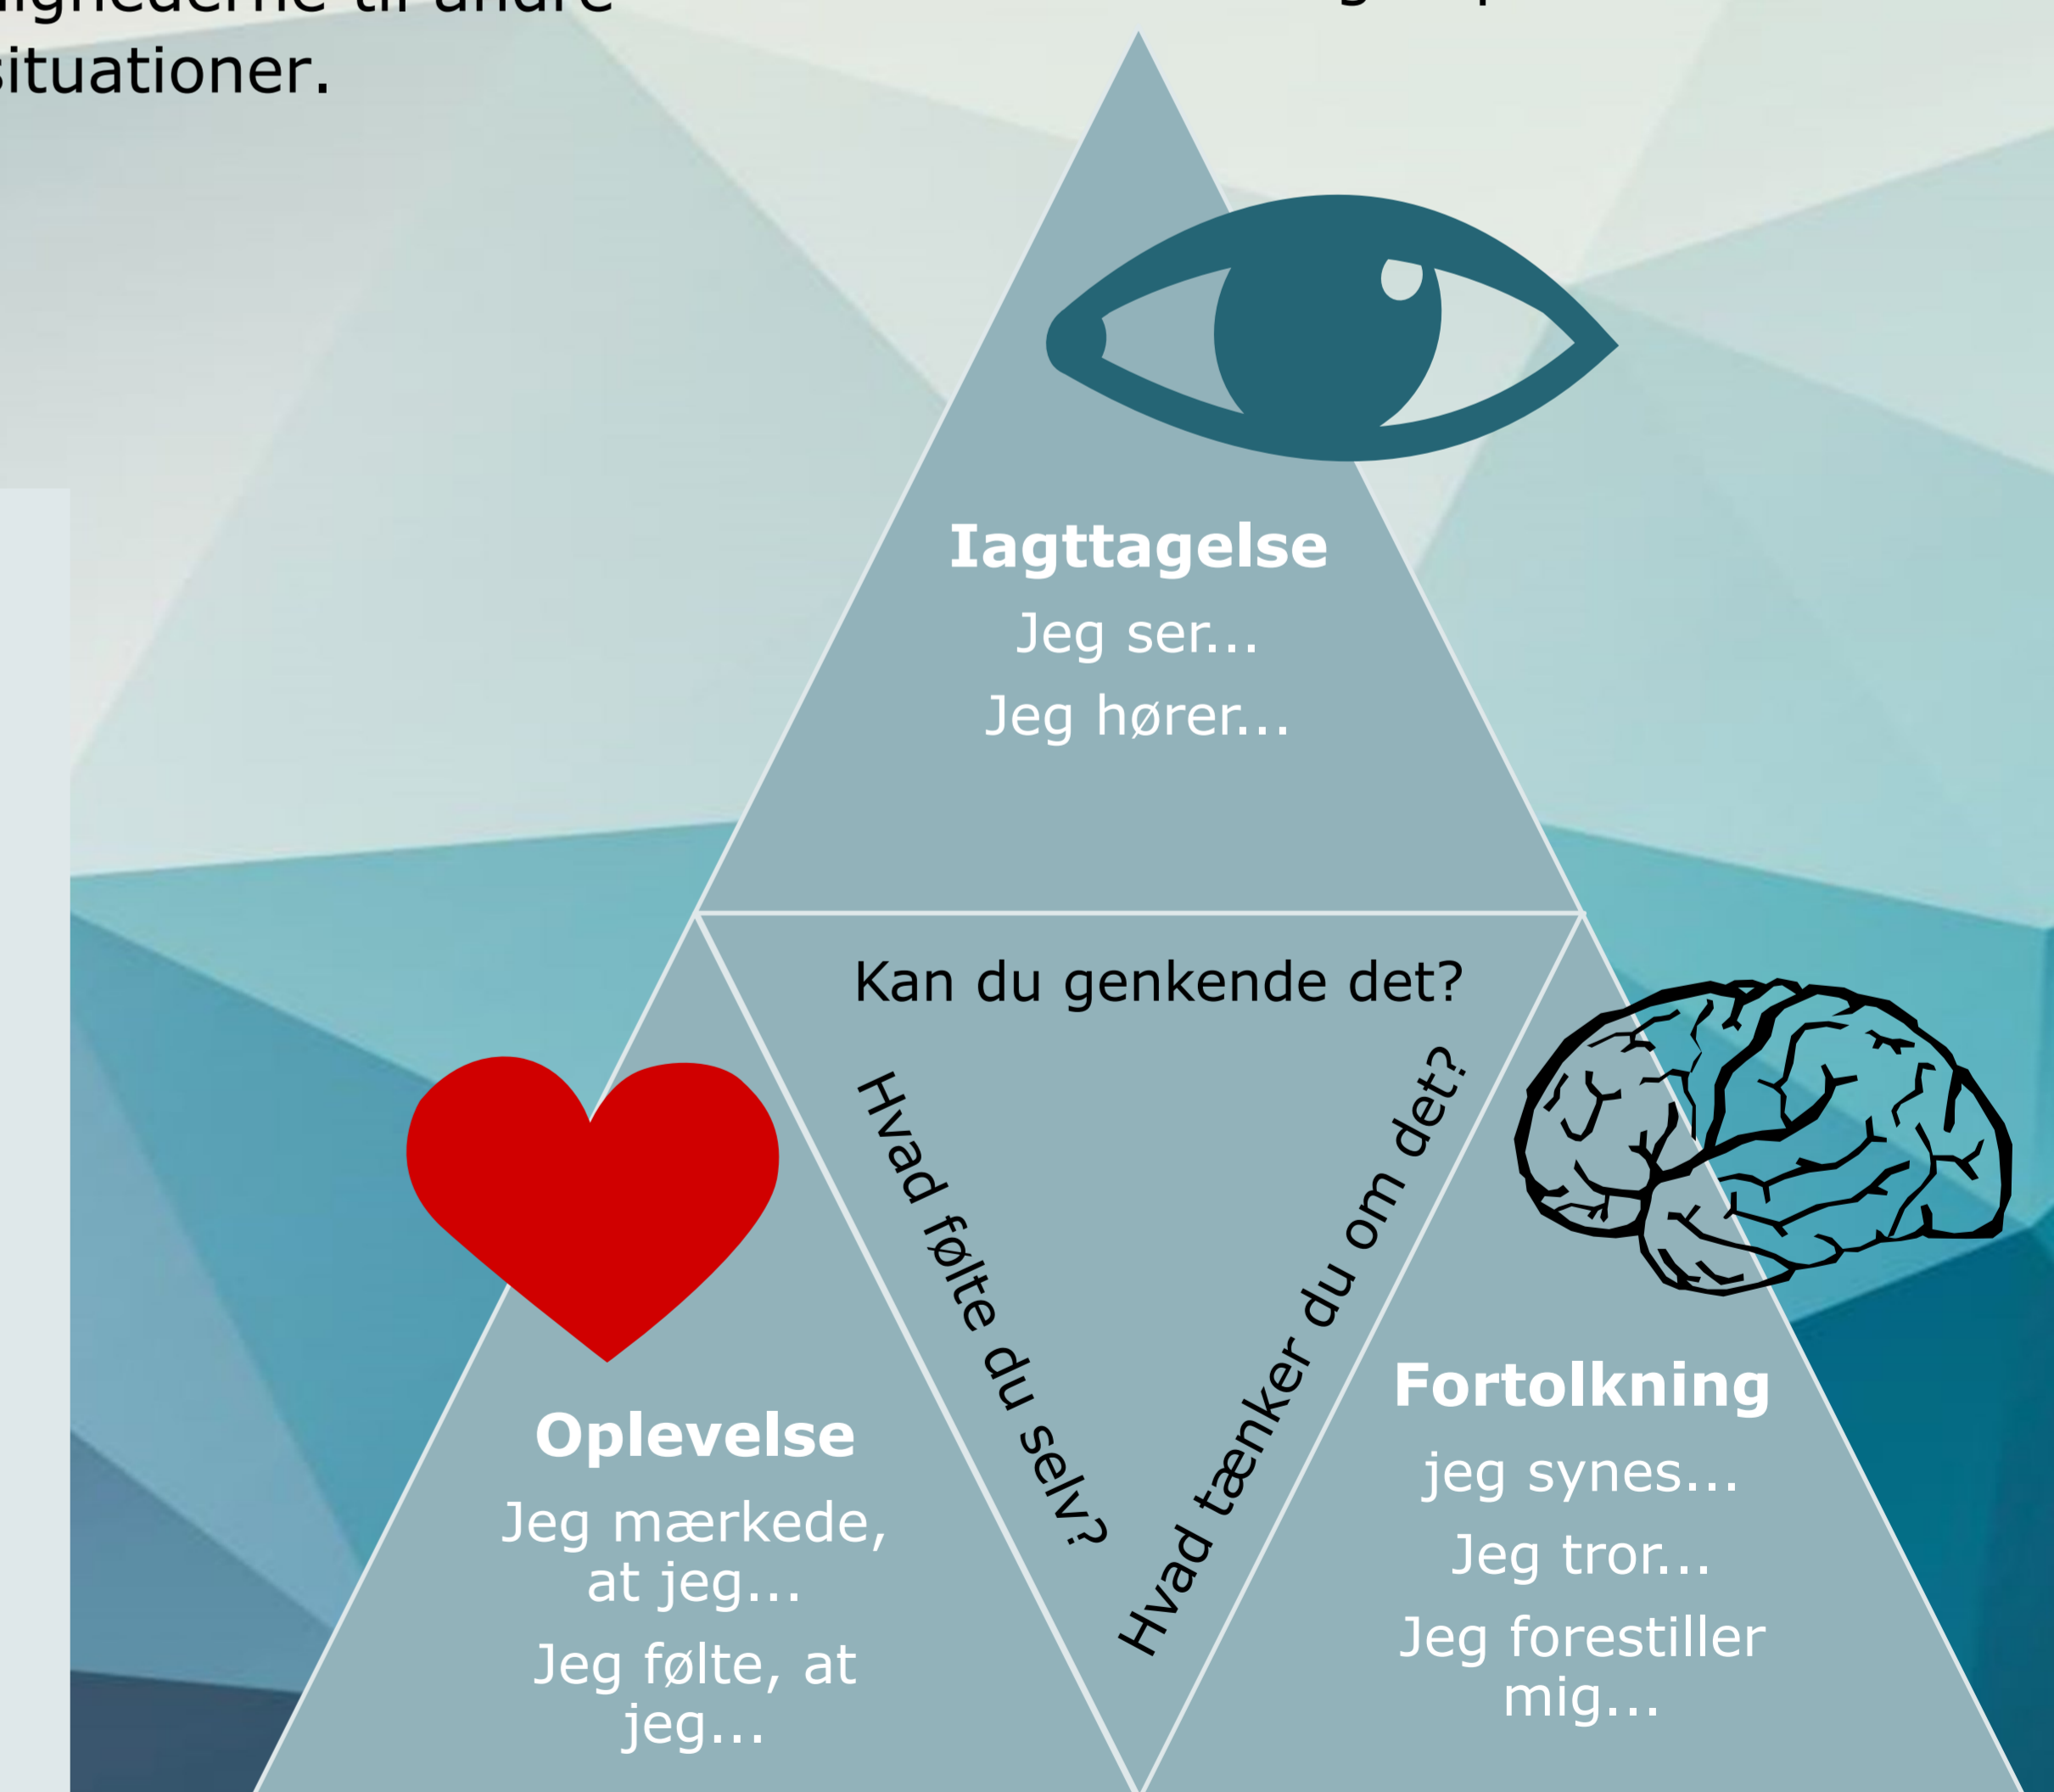 situationer.
Iagttagelse
Jeg ser...
Jeg hører...
Kan du genkende det?
Hvad følte du selv?
Hvad tænker du om det?
Oplevelse
Jeg mærkede,
at jeg...
Jeg følte, at
jeg...
Fortolkning
jeg synes...
Jeg tror...
Jeg forestiller
mig...